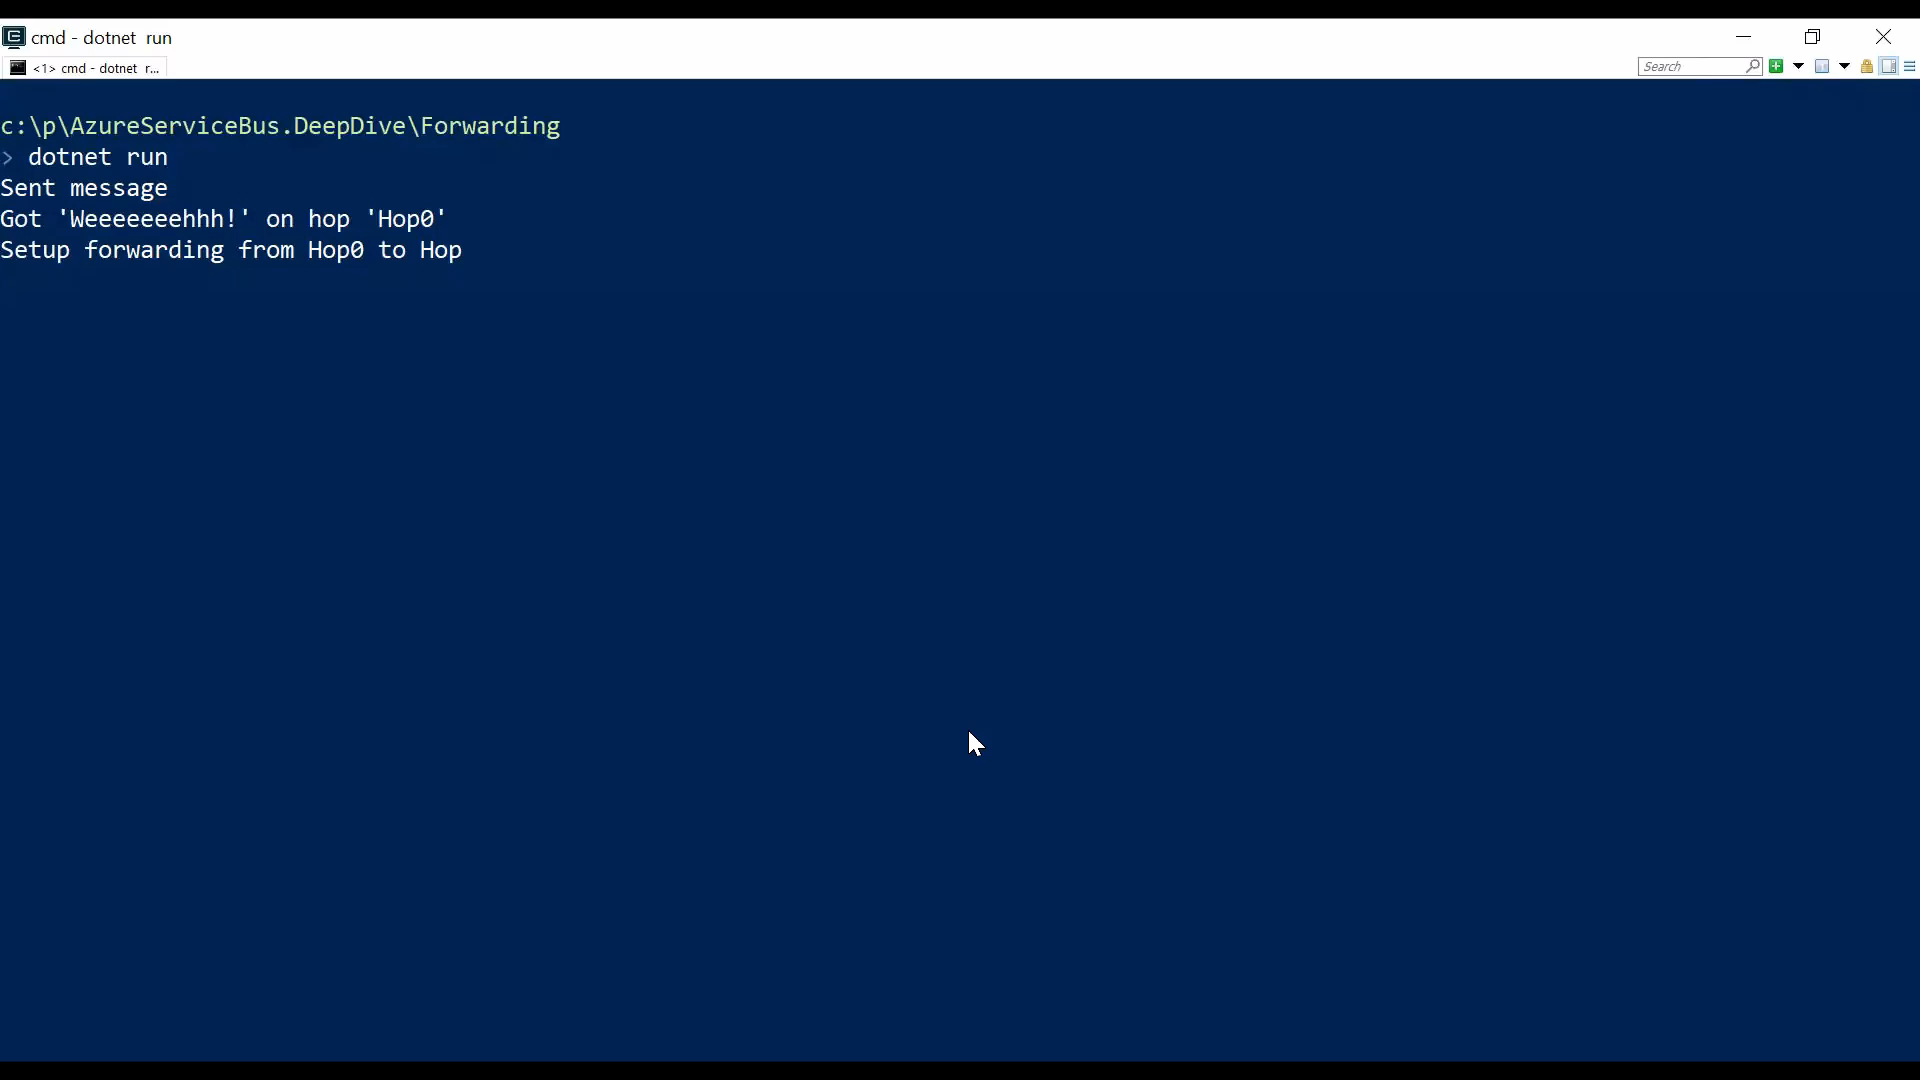 cmd - dotnet run
<1> cmd - dotnet r...
Search
c:\p\AzureServiceBus.DeepDive\Forwarding
> dotnet run
Sent message
Got 'Weeeeeeehhh!' on hop 'Hop0'
Setup forwarding from Hop0 to Hop